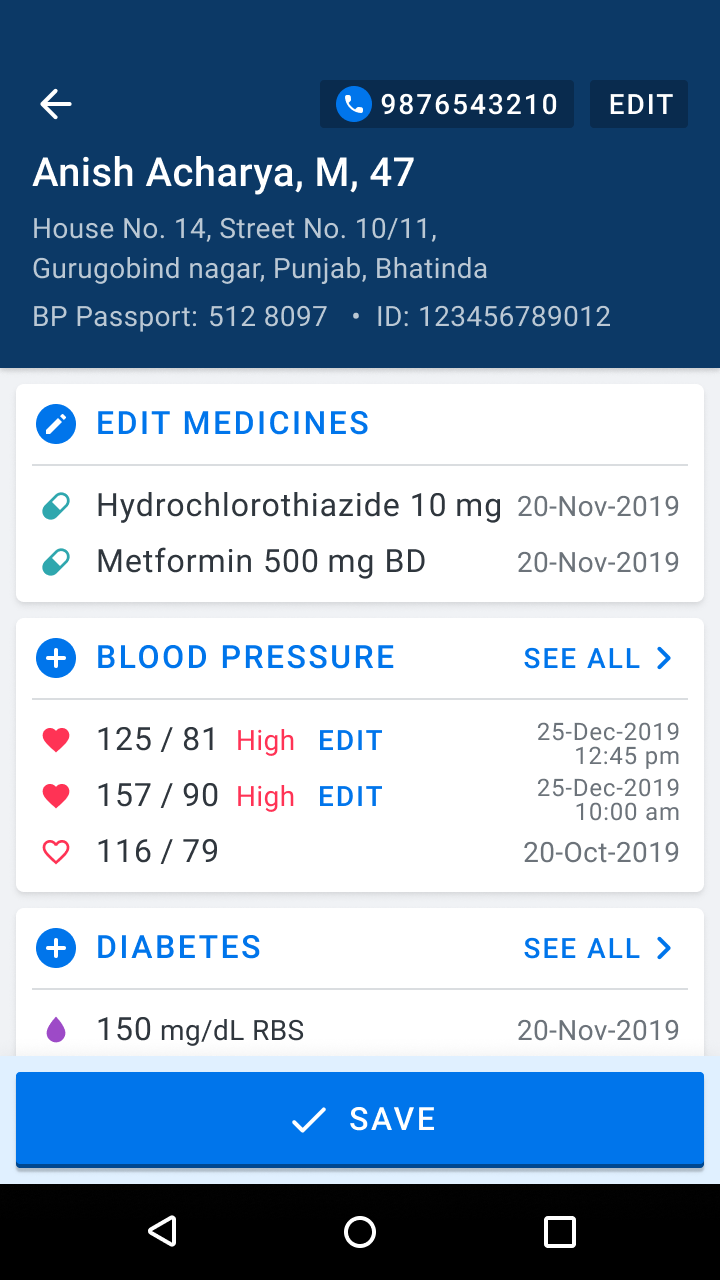 9876543210 EDIT
Anish Acharya, M, 47
House No. 14, Street No. 10/11,
Gurugobind nagar, Punjab, Bhatinda
BP Passport: 512 8097 • ID: 123456789012
EDIT MEDICINES
Hydrochlorothiazide 10 mg 20-Nov-2019
Metformin 500 mg BD 20-Nov-2019
BLOOD PRESSURE SEE ALL
125 / 81 High EDIT 25-Dec-2019
12:45 pm
157 / 90 High EDIT 25-Dec-2019
10:00 am
116 / 79 20-Oct-2019
DIABETES SEE ALL
150 mg/dL RBS 20-Nov-2019
SAVE